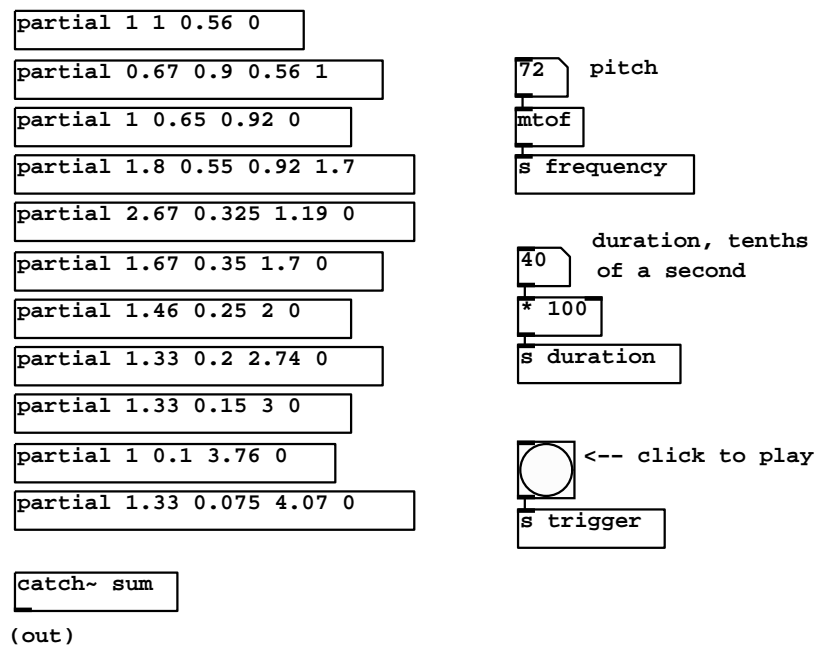 partial 1 1 0.56 0
partial 0.67 0.9 0.56 1
partial 1 0.65 0.92 0
partial 1.8 0.55 0.92 1.7
partial 2.67 0.325 1.19 0
partial 1.67 0.35 1.7 0
partial 1.46 0.25 2 0
partial 1.33 0.2 2.74 0
partial 1.33 0.15 3 0
partial 1 0.1 3.76 0
partial 1.33 0.075 4.07 0
catch~ sum
(out)
72 pitch
mtof
s frequency
duration, tenths
40 of a second
* 100
s duration
<-- click to play
s trigger